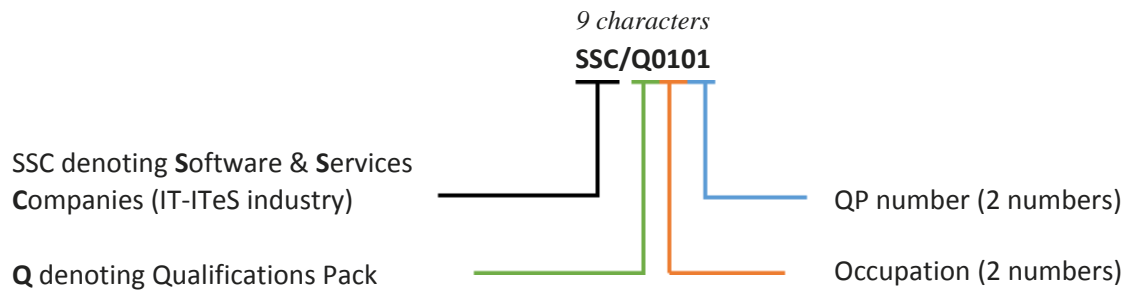 9 characters
SSC/Q0101
SSC denoting Software & Services
Companies (IT-ITeS industry)
QP number (2 numbers)
Q denoting Qualifications Pack
Occupation (2 numbers)